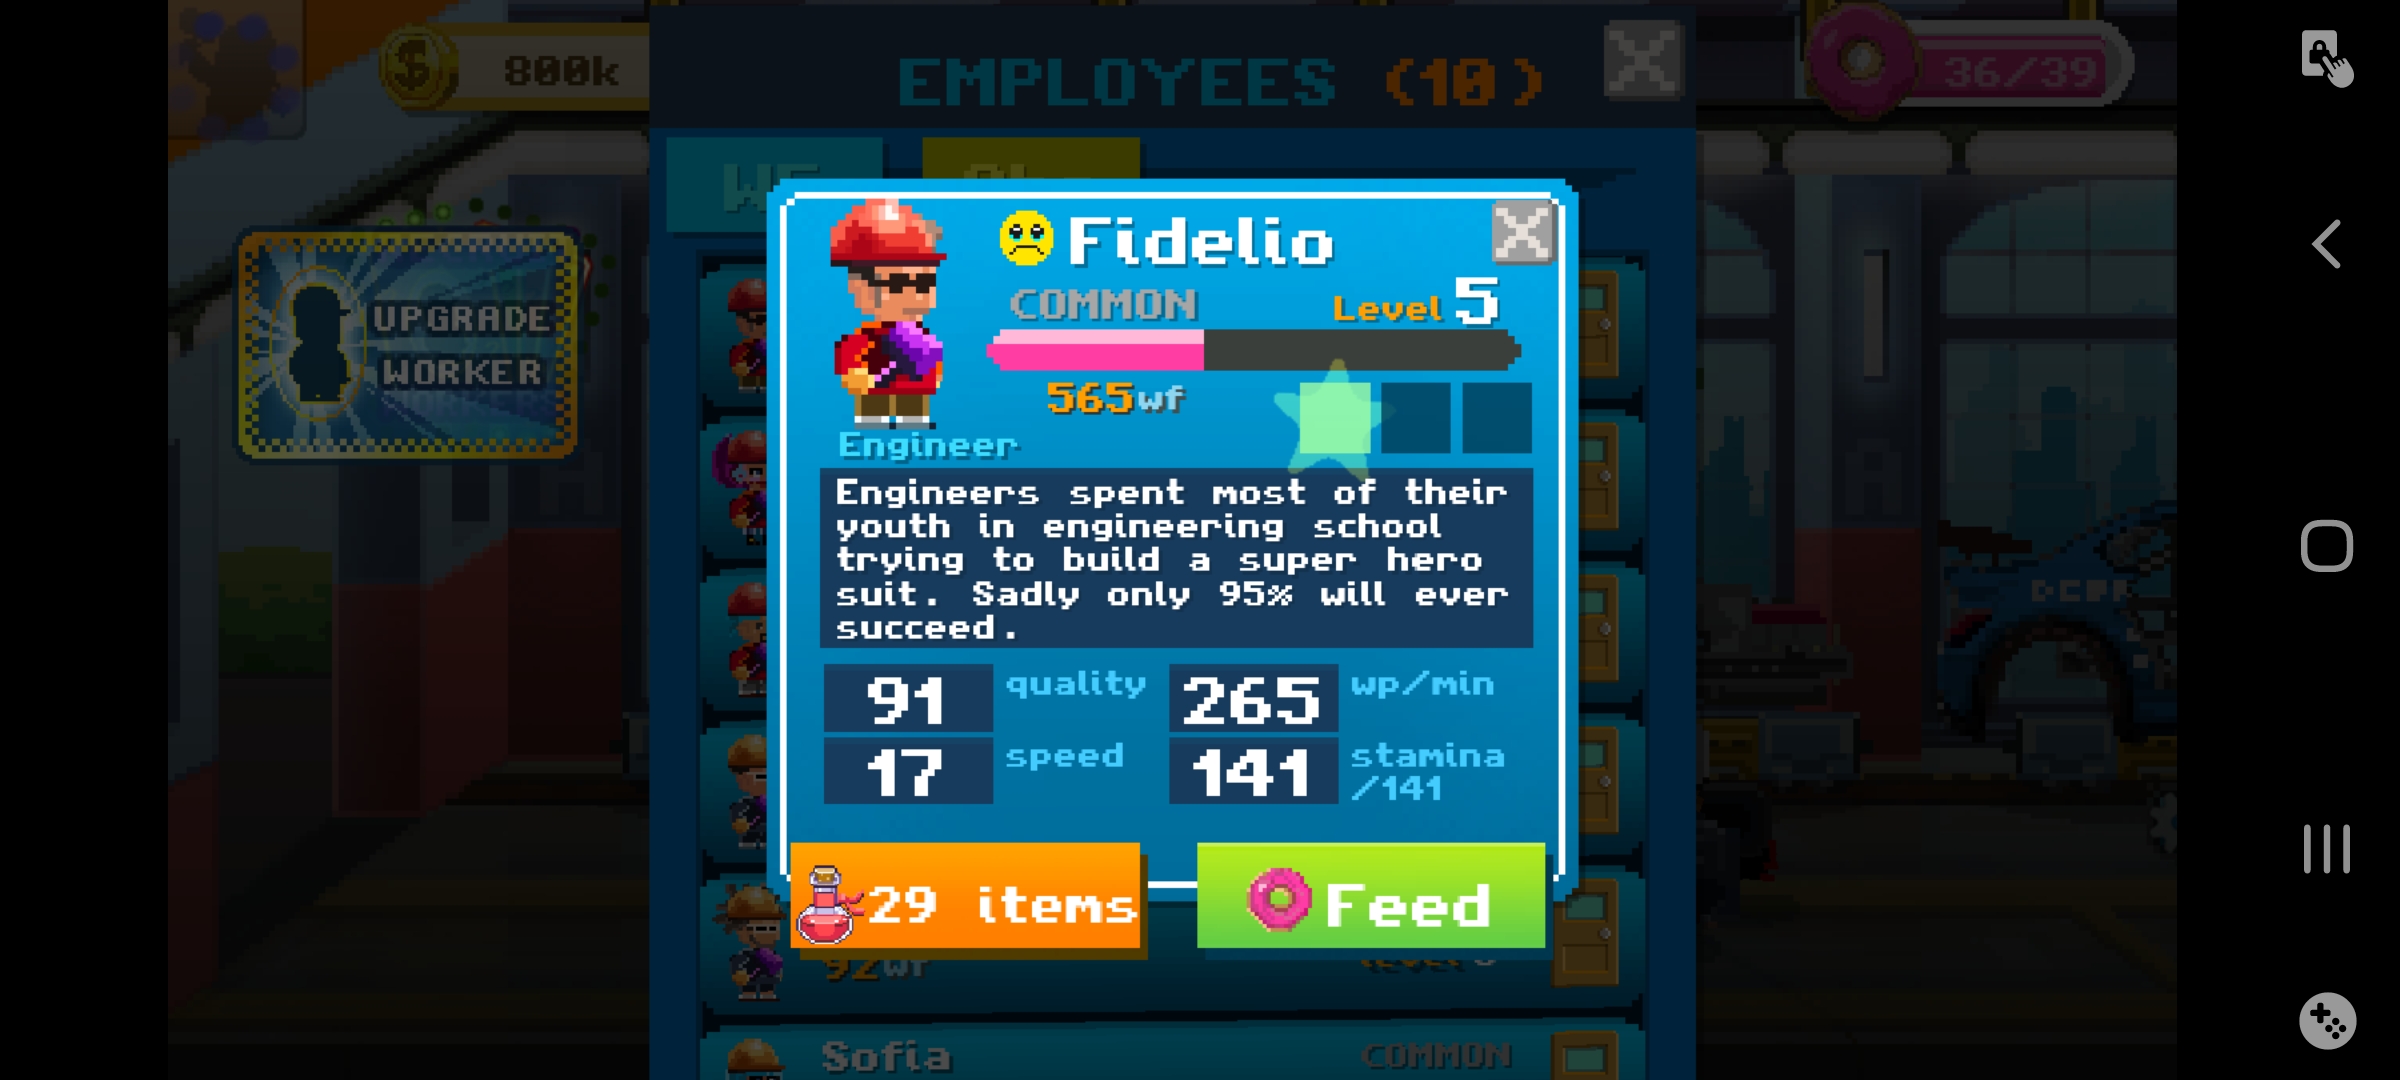 800k
EMPLOYEES (10)
36/39
UPGRADE
WORKER
Fidelio
COMMON
Level 5
565wf
Engineer
Engineers spent most of their
youth in engineering school
trying to build a super hero
suit. Sadly only 95% will ever
succeed.
91 quality
265 wp/min
17 speed
141 stamina
/141
29 items
Feed
92wf
Sofia
COMMON